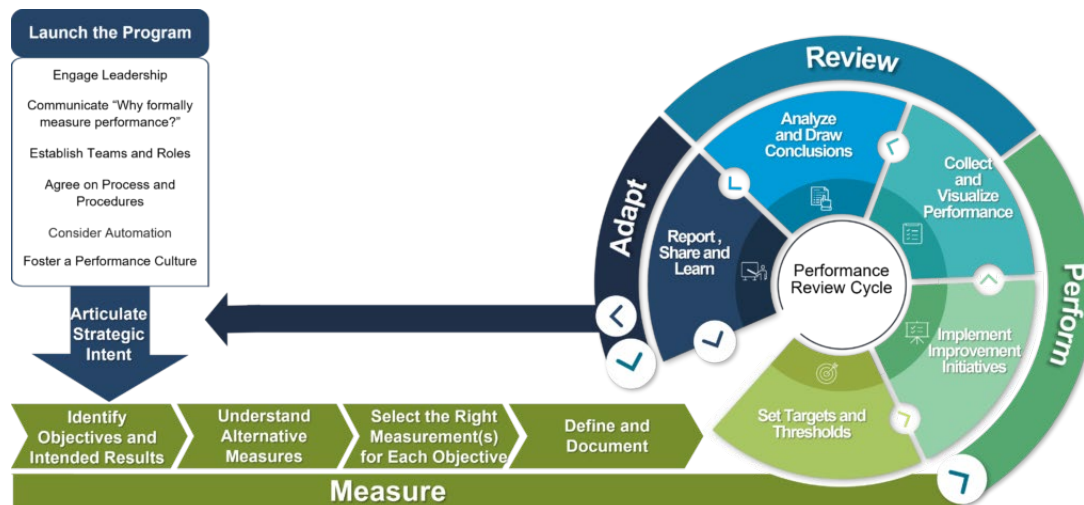 Launch the Program
Engage Leadership
Communicate “Why formally
measure performance?”
Establish Teams and Roles
Agree on Process and
Procedures
Consider Automation
Foster a Performance Culture
Articulate
Strategic
Intent
Identify
Objectives and
Intended Results
Understand
Alternative
Measures
Select the Right
Measurement(s)
for Each Objective
Define and
Document
Measure
Set Targets and
Thresholds
Implement
Improvement
Initiatives
Perform
Collect
and
Visualize
Performance
Review
Analyze
and Draw
Conclusions
Adapt
Report ,
Share and
Learn
Performance
Review Cycle